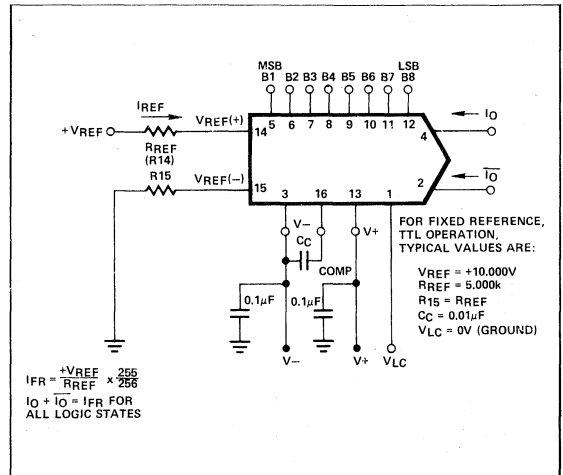 MSB LSB
B1 B2 B3 B4 B5 B6 B7 B8
IREF
VREF(+)
5 6 7 8 9 10 11 12
IO
+VREF
14
4
RREF
(R14)
R15
VREF(−)
IO
15
2
3 16 13 1
V− V+
CC
COMP
0.1μF 0.1μF
V− V+ VLC
FOR FIXED REFERENCE,
TTL OPERATION,
TYPICAL VALUES ARE:
VREF = +10.000V
RREF = 5.000k
R15 = RREF
CC = 0.01μF
VLC = 0V (GROUND)
IFR = +VREF/RREF x 255/256
IO + IO = IFR FOR
ALL LOGIC STATES